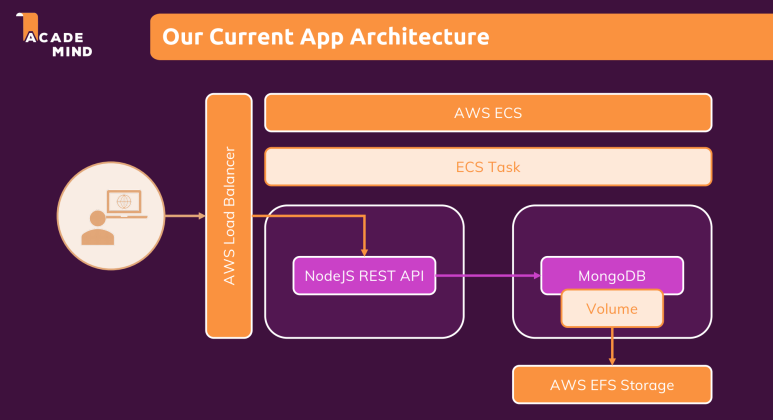 ACADE
MIND
Our Current App Architecture
AWS Load Balancer
AWS ECS
ECS Task
NodeJS REST API
MongoDB
Volume
AWS EFS Storage